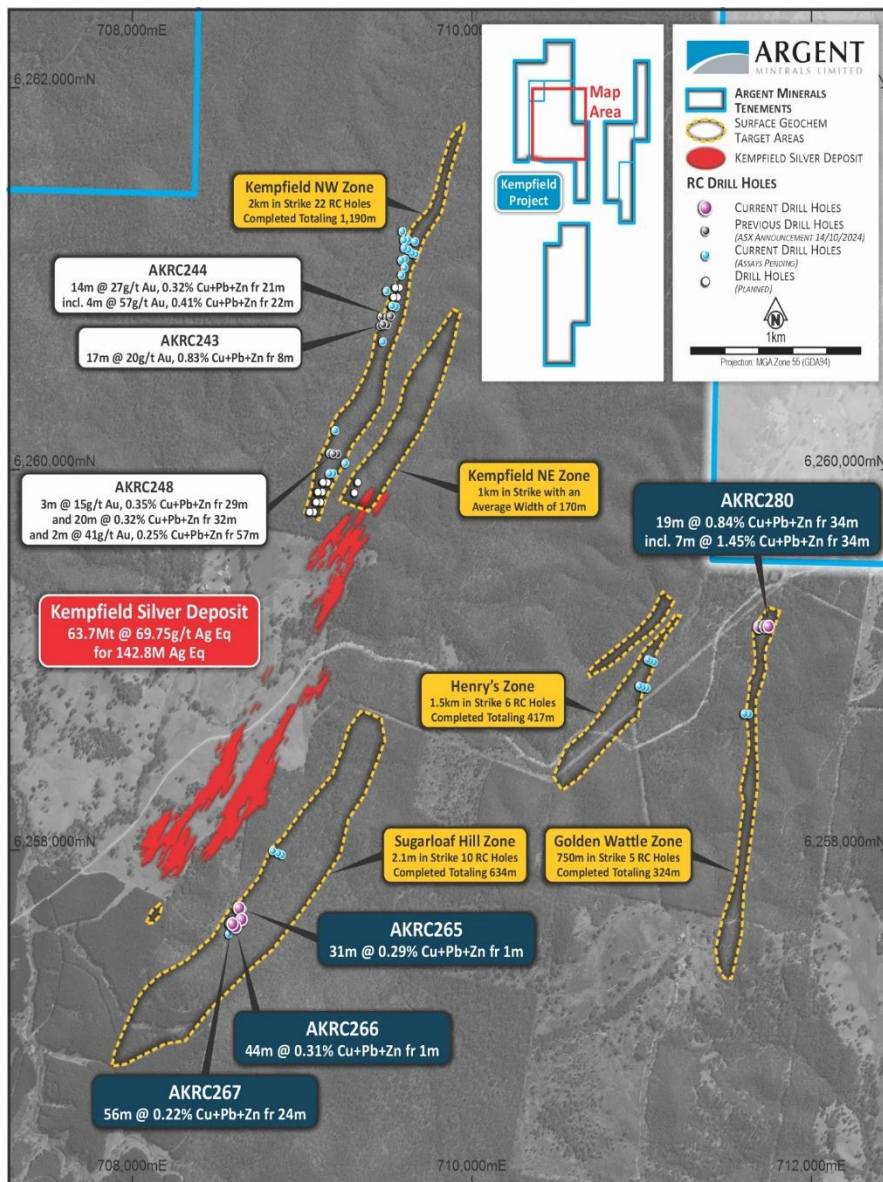 708,000mE
710,000mE
6,262,000mN
Map
Area
Kempfield
Project
ARGENT
MINERALS LIMITED
ARGENT MINERALS
TENEMENTS
SURFACE GEOCHEM
TARGET AREAS
KEMPFIELD SILVER DEPOSIT
RC DRILL HOLES
CURRENT DRILL HOLES
PREVIOUS DRILL HOLES
(ASX ANNOUNCEMENT 14/10/2024)
CURRENT DRILL HOLES
(ASSAYS PENDING)
DRILL HOLES
(PLANNED)
N
1km
Projection: MGA Zone 55 (GDA94)
Kempfield NW Zone
2km in Strike 22 RC Holes
Completed Totaling 1,190m
AKRC244
14m @ 27g/t Au, 0.32% Cu+Pb+Zn fr 21m
incl. 4m @ 57g/t Au, 0.41% Cu+Pb+Zn fr 22m
AKRC243
17m @ 20g/t Au, 0.83% Cu+Pb+Zn fr 8m
6,260,000mN
6,260,000mN
Kempfield NE Zone
1km in Strike with an
Average Width of 170m
AKRC248
3m @ 15g/t Au, 0.35% Cu+Pb+Zn fr 29m
and 20m @ 0.32% Cu+Pb+Zn fr 32m
and 2m @ 41g/t Au, 0.25% Cu+Pb+Zn fr 57m
AKRC280
19m @ 0.84% Cu+Pb+Zn fr 34m
incl. 7m @ 1.45% Cu+Pb+Zn fr 34m
Kempfield Silver Deposit
63.7Mt @ 69.75g/t Ag Eq
for 142.8M Ag Eq
Henry's Zone
1.5km in Strike 6 RC Holes
Completed Totaling 417m
6,258,000mN
6,258,000mN
Sugarloaf Hill Zone
2.1m in Strike 10 RC Holes
Completed Totaling 634m
Golden Wattle Zone
750m in Strike 5 RC Holes
Completed Totaling 324m
AKRC265
31m @ 0.29% Cu+Pb+Zn fr 1m
AKRC266
44m @ 0.31% Cu+Pb+Zn fr 1m
AKRC267
56m @ 0.22% Cu+Pb+Zn fr 24m
708,000mE
710,000mE
712,000mE